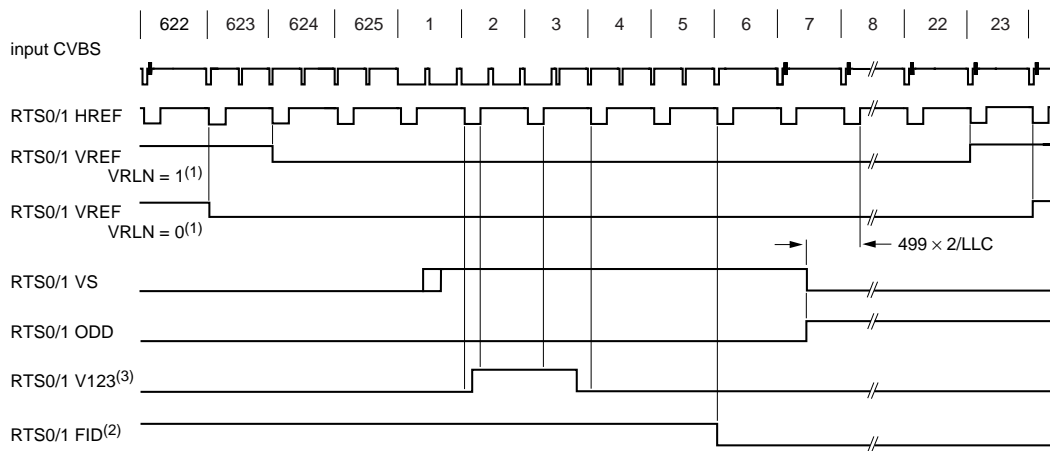 622 623 624 625 1 2 3 4 5 6 7 8 22 23
input CVBS
RTS0/1 HREF
RTS0/1 VREF
VRLN = 1(1)
RTS0/1 VREF
VRLN = 0(1)
499 × 2/LLC
RTS0/1 VS
RTS0/1 ODD
RTS0/1 V123(3)
RTS0/1 FID(2)